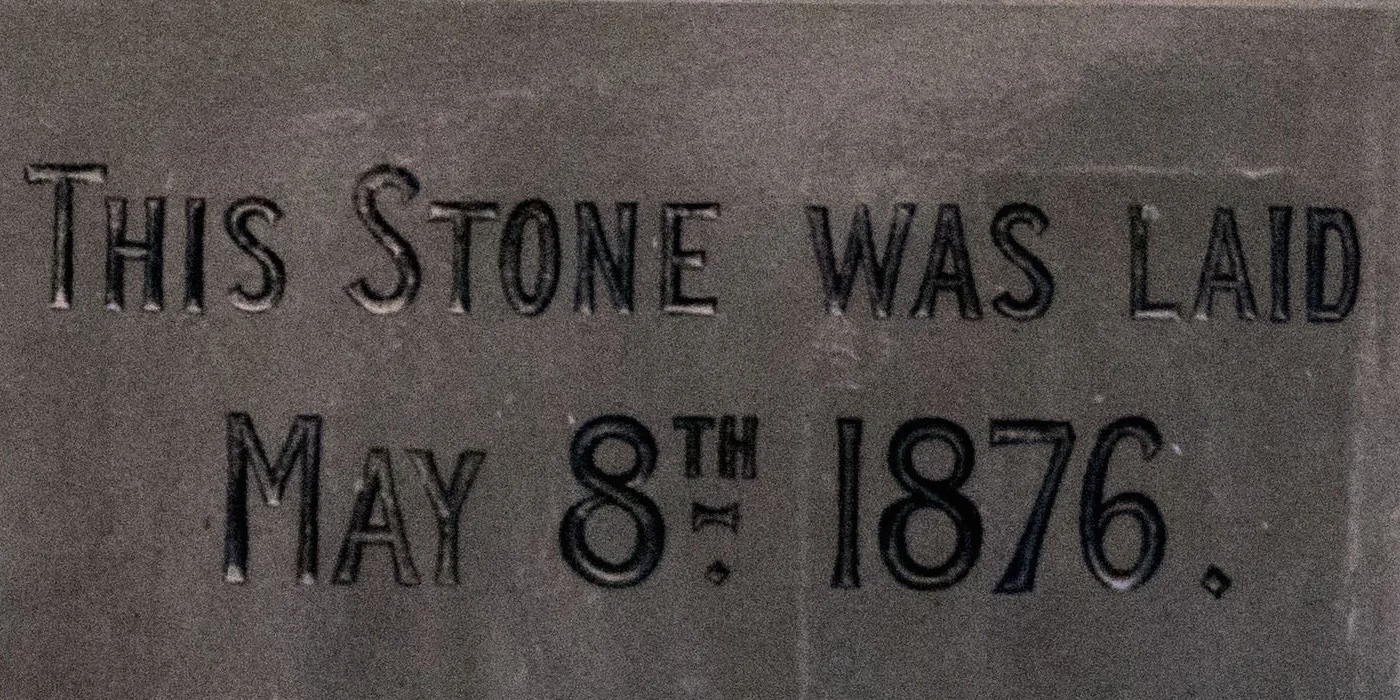 THIS STONE WAS LAID
MAY 8TH. 1876.